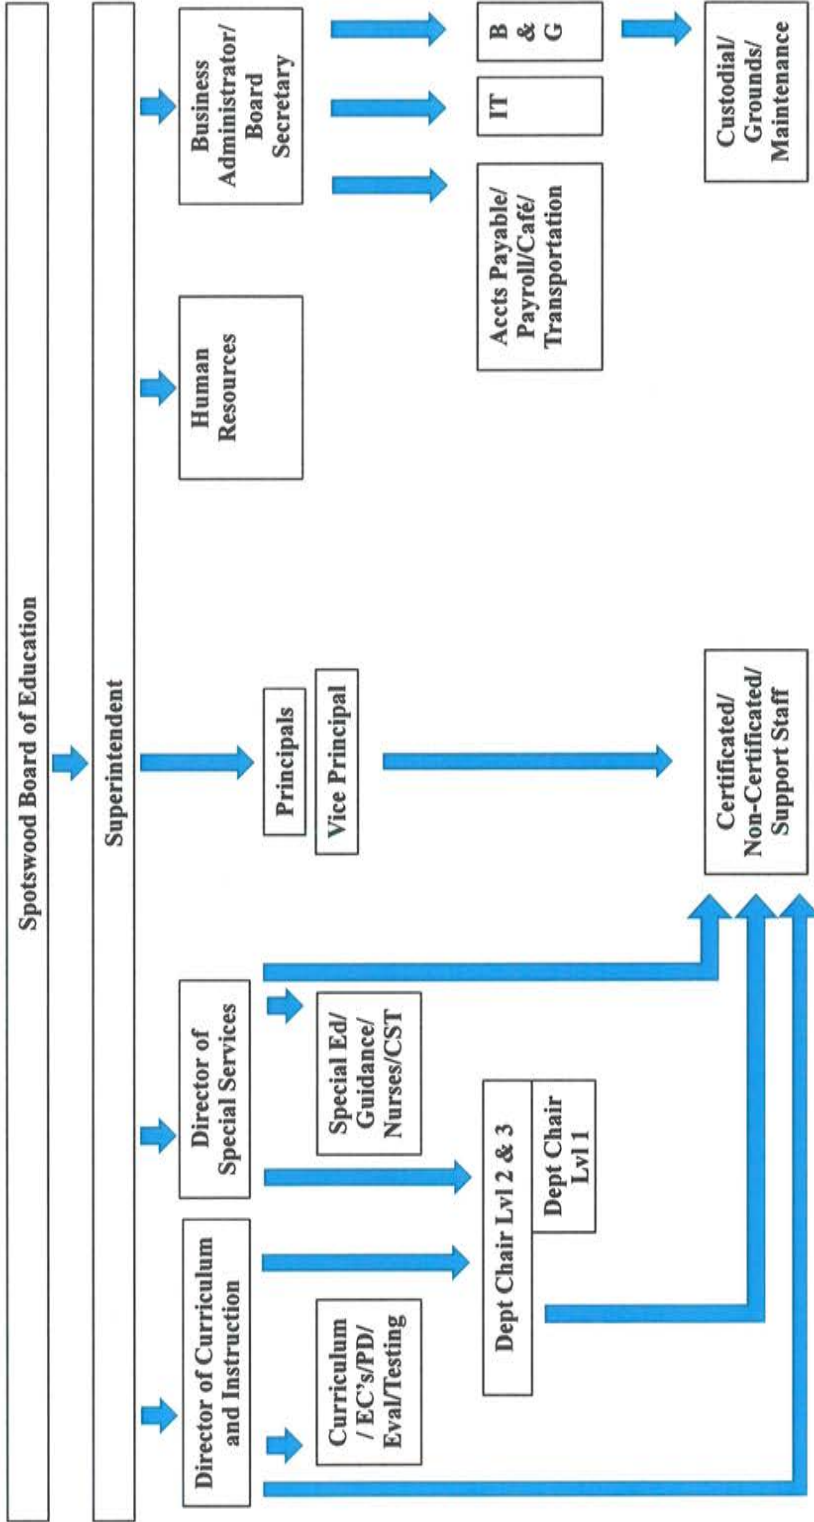 Spotswood Board of Education
Superintendent
Director of Curriculum
and Instruction
Director of
Special Services
Principals
Vice Principal
Human
Resources
Business
Administrator/
Board
Secretary
Curriculum
/ EC's/PD/
Eval/Testing
Special Ed/
Guidance/
Nurses/CST
Dept Chair Lvl 2 & 3
Dept Chair
Lvl 1
Accts Payable/
Payroll/Café/
Transportation
IT
B
&
G
Certificated/
Non-Certificated/
Support Staff
Custodial/
Grounds/
Maintenance